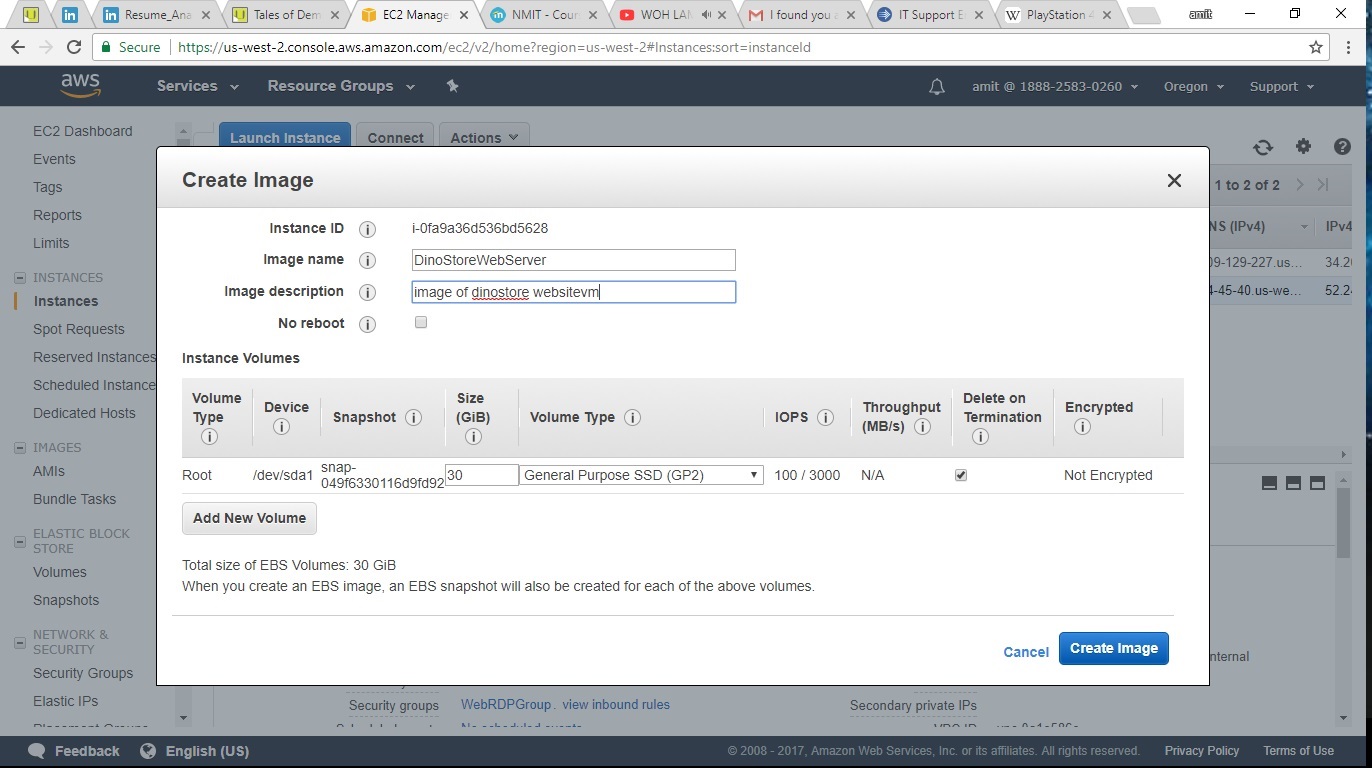 Resume_Ana
Tales of Dem
EC2 Manage
NMIT - Coun
WOH LAM
I found you a
IT Support E
PlayStation 4
amit
Secure
https://us-west-2.console.aws.amazon.com/ec2/v2/home?region=us-west-2#Instances:sort=instanceId
aws
Services
Resource Groups
amit @ 1888-2583-0260
Oregon
Support
EC2 Dashboard
Events
Tags
Reports
Limits
INSTANCES
Instances
Spot Requests
Reserved Instances
Scheduled Instance
Dedicated Hosts
IMAGES
AMIs
Bundle Tasks
ELASTIC BLOCK
STORE
Volumes
Snapshots
NETWORK &
SECURITY
Security Groups
Elastic IPs
Launch Instance
Connect
Actions
1 to 2 of 2
NS (IPv4)
IPv4
09-129-227.us...
34.20
4-45-40.us-we...
52.2
Create Image
Instance ID
i-0fa9a36d536bd5628
Image name
DinoStoreWebServer
Image description
image of dinostore websitevm
No reboot
Instance Volumes
Volume
Type
Device
Snapshot
Size
(GiB)
Volume Type
IOPS
Throughput
(MB/s)
Delete on
Termination
Encrypted
Root
/dev/sda1
snap-
049f6330116d9fd92
30
General Purpose SSD (GP2)
100 / 3000
N/A
Not Encrypted
Add New Volume
Total size of EBS Volumes: 30 GiB
When you create an EBS image, an EBS snapshot will also be created for each of the above volumes.
Cancel
Create Image
nternal
Security groups
WebRDPGroup. view inbound rules
Secondary private IPs
No scheduled events
VPC ID
Feedback
English (US)
© 2008 - 2017, Amazon Web Services, Inc. or its affiliates. All rights reserved.
Privacy Policy
Terms of Use